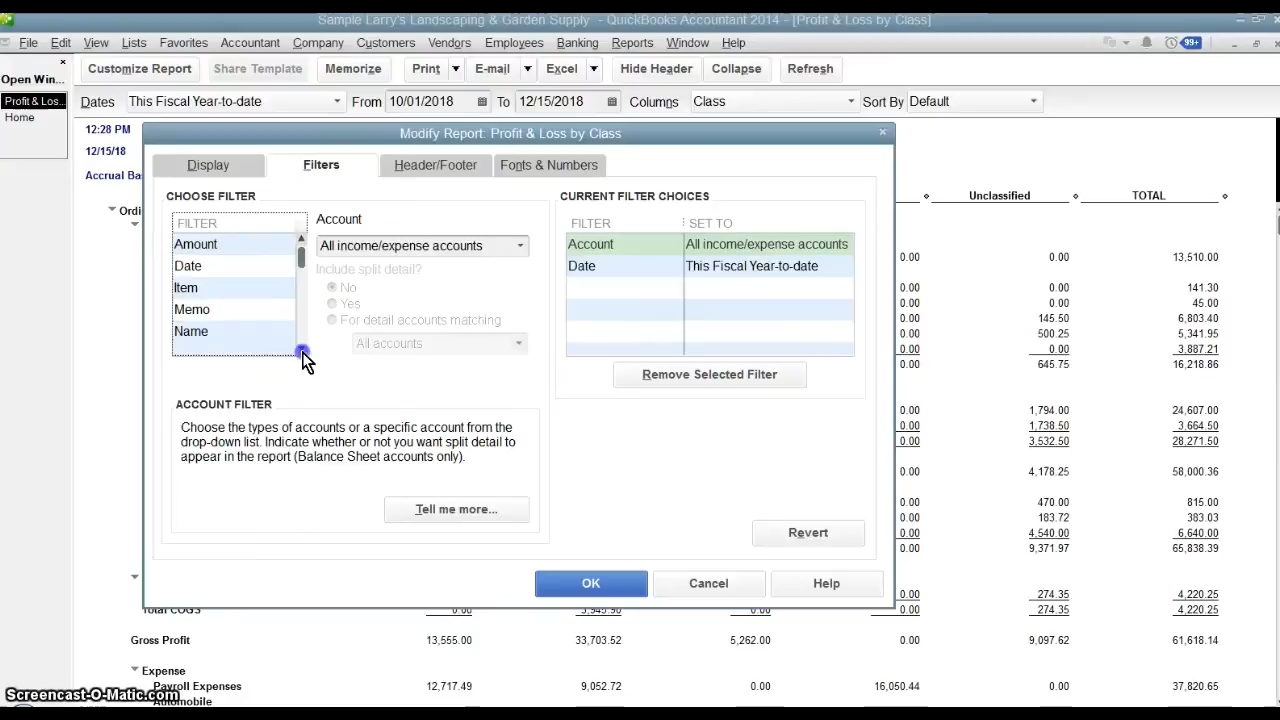 Sample Larry's Landscaping & Garden Supply - QuickBooks Accountant 2014 - [Profit & Loss by Class]
File Edit View Lists Favorites Accountant Company Customers Vendors Employees Banking Reports Window Help 99+
Open Win...
Profit & Los...
Home
Customize Report Share Template Memorize Print E-mail Excel Hide Header Collapse Refresh
Dates This Fiscal Year-to-date From 10/01/2018 To 12/15/2018 Columns Class Sort By Default
12:28 PM
12/15/18
Accrual Ba
Ordi
Modify Report: Profit & Loss by Class
Display Filters Header/Footer Fonts & Numbers
CHOOSE FILTER
FILTER
Amount
Date
Item
Memo
Name
Account
All income/expense accounts
Include split detail?
No
Yes
For detail accounts matching
All accounts
ACCOUNT FILTER
Choose the types of accounts or a specific account from the
drop-down list. Indicate whether or not you want split detail to
appear in the report (Balance Sheet accounts only).
Tell me more...
CURRENT FILTER CHOICES
FILTER SET TO
Account All income/expense accounts
Date This Fiscal Year-to-date
Remove Selected Filter
Revert
OK Cancel Help
Unclassified TOTAL
0.00 0.00 13,510.00
0.00 0.00 141.30
0.00 0.00 45.00
0.00 145.50 6,803.40
0.00 500.25 5,341.95
0.00 0.00 3,887.21
0.00 645.75 16,218.86
0.00 1,794.00 24,607.00
0.00 1,738.50 3,664.50
0.00 3,532.50 28,271.50
0.00 4,178.25 58,000.36
0.00 470.00 815.00
0.00 183.72 383.03
0.00 4,540.00 6,640.00
0.00 9,371.97 65,838.39
0.00 274.35 4,220.25
Total COGS 0.00 3,945.90 0.00 0.00 274.35 4,220.25
Gross Profit 13,555.00 33,703.52 5,262.00 0.00 9,097.62 61,618.14
Expense
Payroll Expenses 12,717.49 9,052.72 0.00 16,050.44 0.00 37,820.65
Automobile
Screencast-O-Matic.com